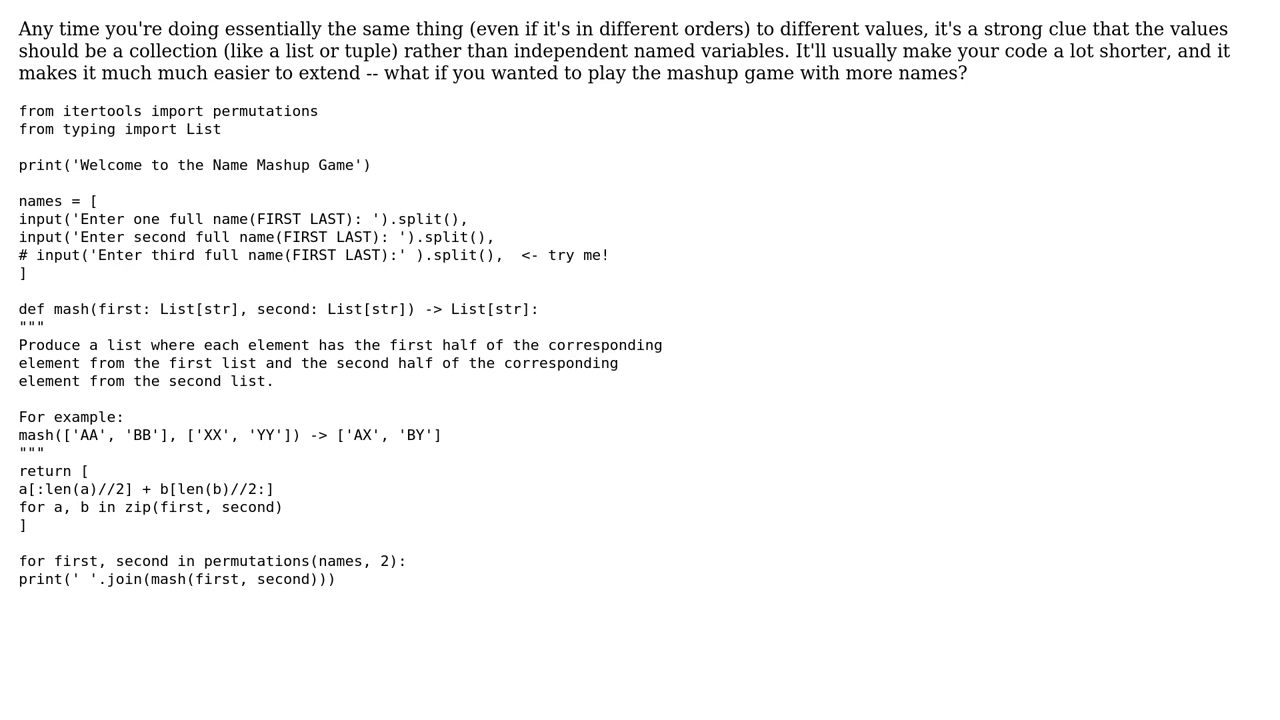 Any time you're doing essentially the same thing (even if it's in different orders) to different values, it's a strong clue that the values
should be a collection (like a list or tuple) rather than independent named variables. It'll usually make your code a lot shorter, and it
makes it much much easier to extend -- what if you wanted to play the mashup game with more names?

from itertools import permutations
from typing import List

print('Welcome to the Name Mashup Game')

names = [
input('Enter one full name(FIRST LAST): ').split(),
input('Enter second full name(FIRST LAST): ').split(),
# input('Enter third full name(FIRST LAST):' ).split(),  <- try me!
]

def mash(first: List[str], second: List[str]) -> List[str]:
"""
Produce a list where each element has the first half of the corresponding
element from the first list and the second half of the corresponding
element from the second list.

For example:
mash(['AA', 'BB'], ['XX', 'YY']) -> ['AX', 'BY']
"""
return [
a[:len(a)//2] + b[len(b)//2:]
for a, b in zip(first, second)
]

for first, second in permutations(names, 2):
print(' '.join(mash(first, second)))